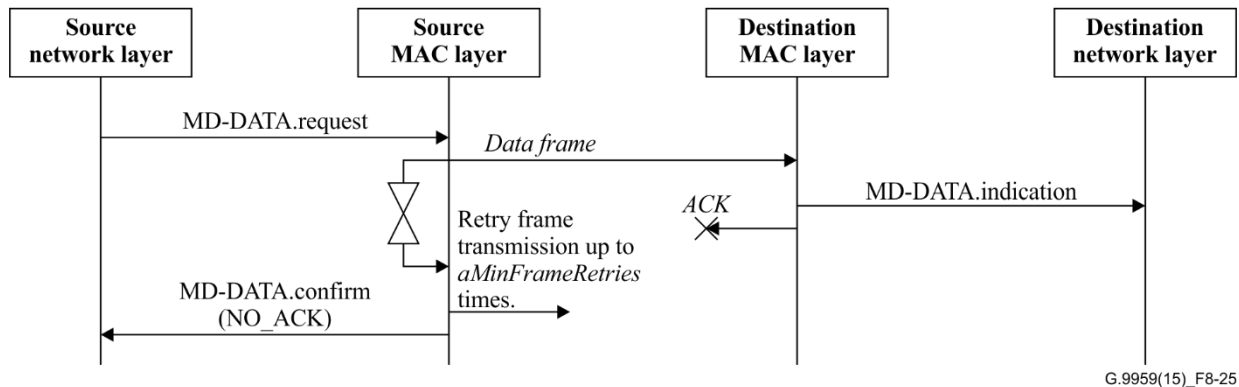 Source
network layer
Source
MAC layer
Destination
MAC layer
Destination
network layer
MD-DATA.request
Data frame
MD-DATA.indication
ACK
Retry frame
transmission up to
aMinFrameRetries
times.
MD-DATA.confirm
(NO_ACK)
G.9959(15)_F8-25